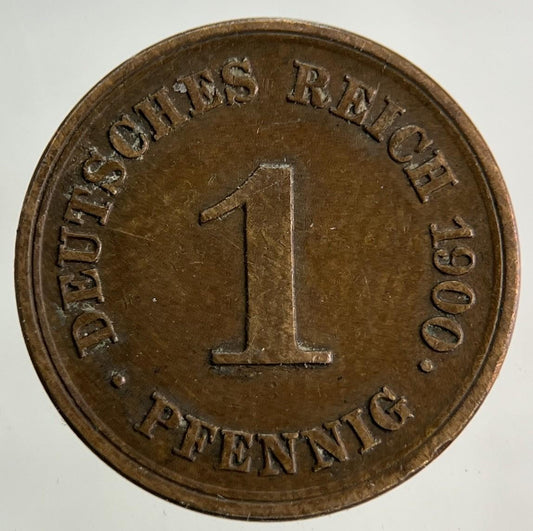 DEUTSCHES REICH 1900.
1
· PFENNIG